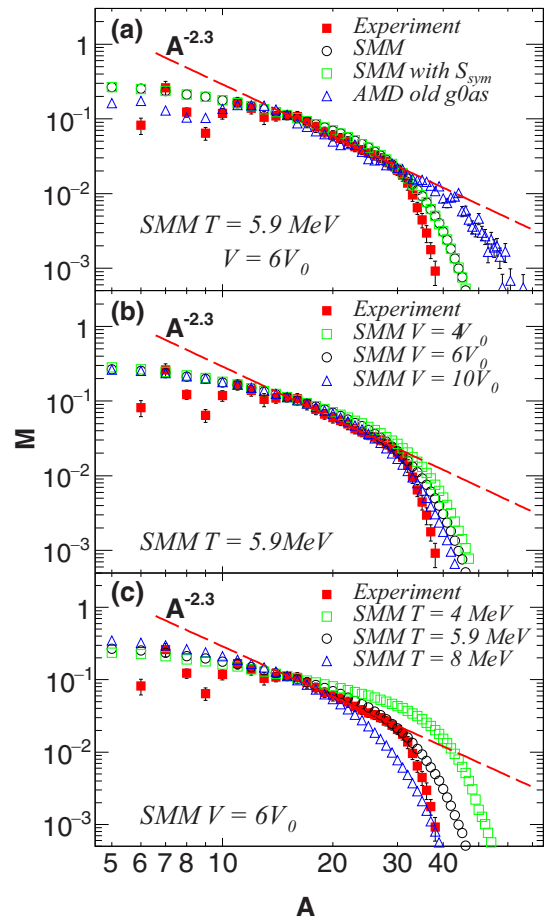 (a)
A^-2.3
Experiment
SMM
SMM with S_sym
AMD old g0as
SMM T = 5.9 MeV
V = 6V_0
1
10^-1
10^-2
10^-3
(b)
A^-2.3
Experiment
SMM V = 4V_0
SMM V = 6V_0
SMM V = 10V_0
SMM T = 5.9MeV
1
10^-1
10^-2
10^-3
M
(c)
A^-2.3
Experiment
SMM T = 4 MeV
SMM T = 5.9 MeV
SMM T = 8 MeV
SMM V = 6V_0
1
10^-1
10^-2
10^-3
5 6 7 8 10 20 30 40
A